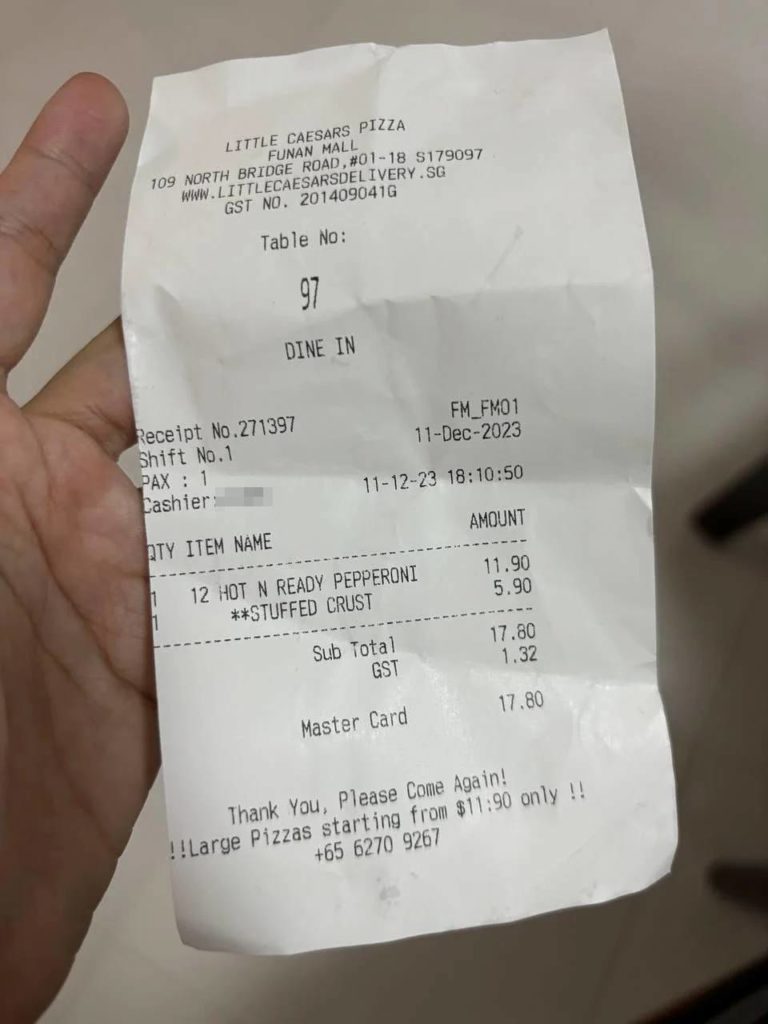 LITTLE CAESARS PIZZA
FUNAN MALL
109 NORTH BRIDGE ROAD,#01-18 S179097
WWW.LITTLECAESARSDELIVERY.SG
GST NO. 201409041G
Table No:
97
DINE IN
FM_FM01
Receipt No.271397 11-Dec-2023
Shift No.1
PAX : 1 11-12-23 18:10:50
Cashier:
QTY ITEM NAME AMOUNT
1 12 HOT N READY PEPPERONI 11.90
1 **STUFFED CRUST 5.90
Sub Total 17.80
GST 1.32
Master Card 17.80
Thank You, Please Come Again!
!!Large Pizzas starting from $11:90 only !!
+65 6270 9267